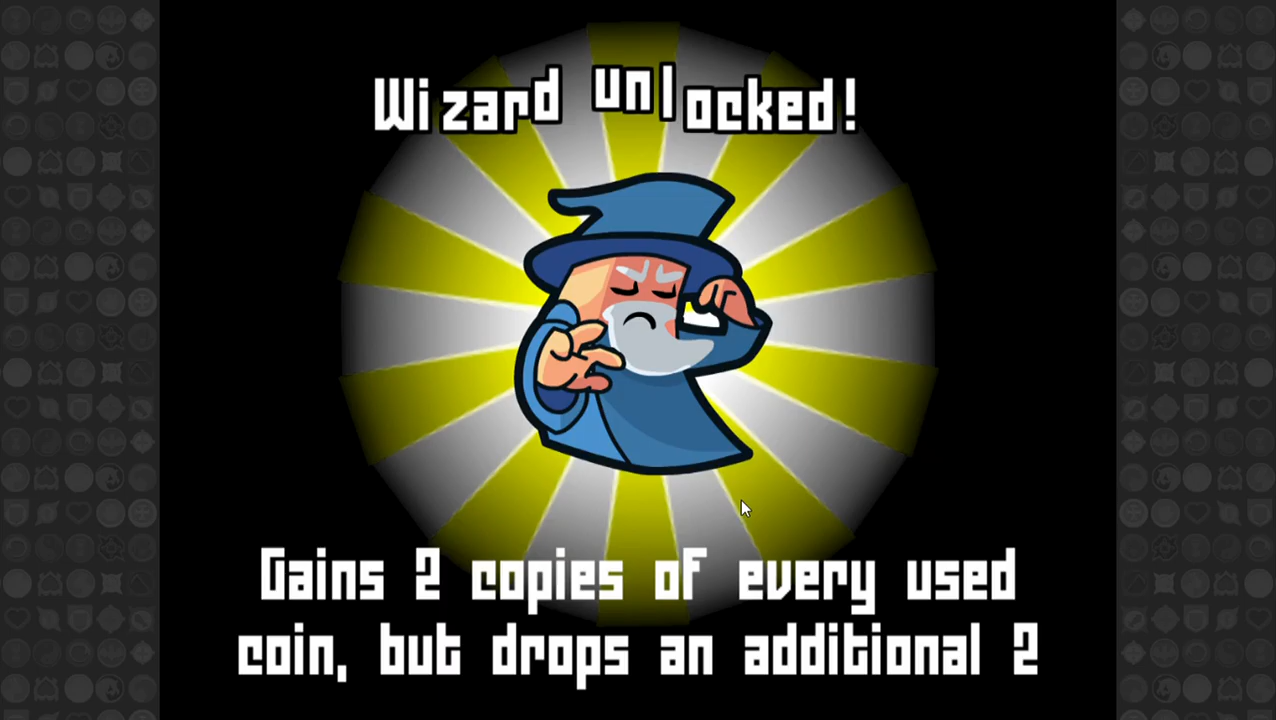 Wizard unlocked!
Gains 2 copies of every used
coin, but drops an additional 2